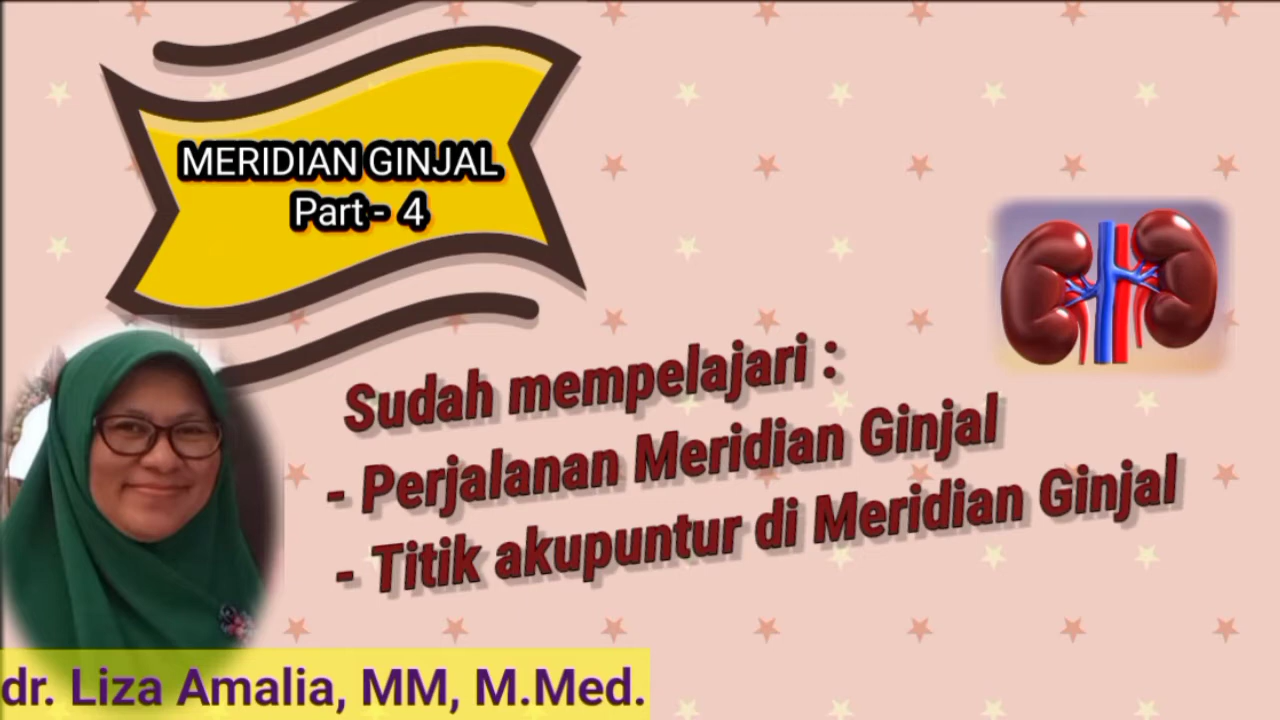 MERIDIAN GINJAL
Part - 4
Sudah mempelajari :
- Perjalanan Meridian Ginjal
- Titik akupuntur di Meridian Ginjal
dr. Liza Amalia, MM, M.Med.